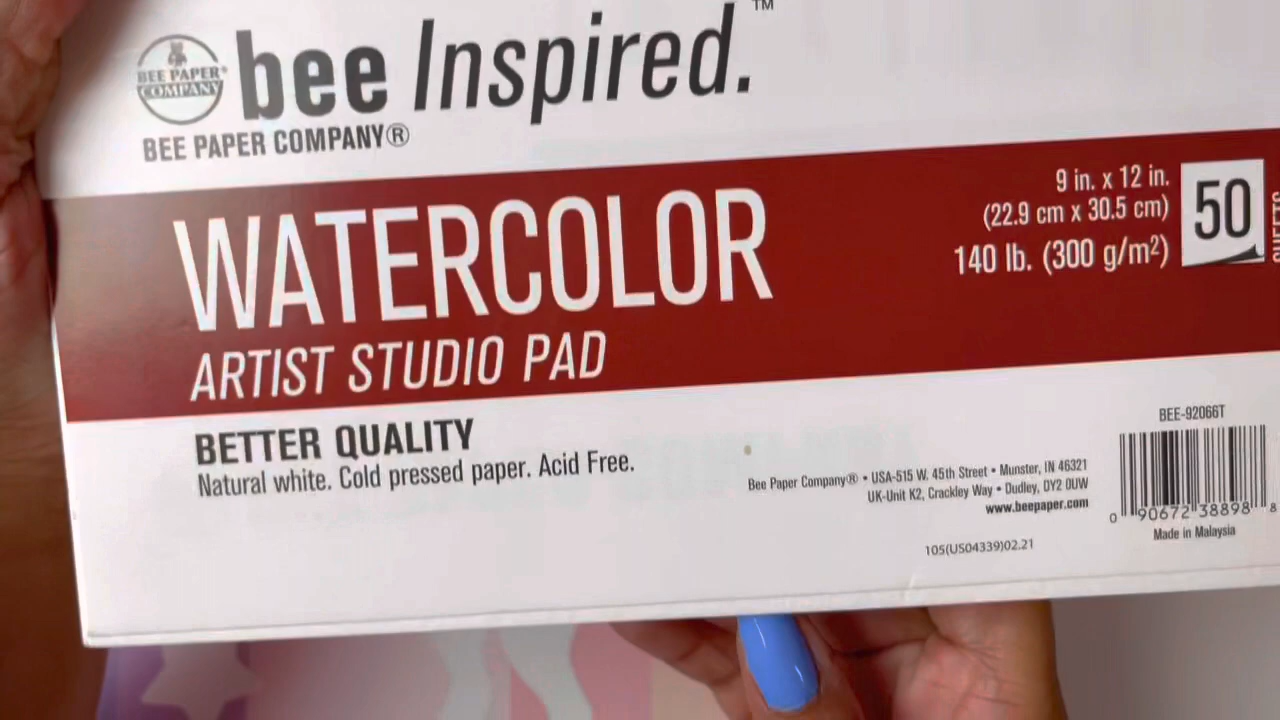 bee Inspired.™
BEE PAPER®
COMPANY
BEE PAPER COMPANY®
WATERCOLOR
ARTIST STUDIO PAD
9 in. x 12 in.
(22.9 cm x 30.5 cm)
140 lb. (300 g/m²)
50
BETTER QUALITY
Natural white. Cold pressed paper. Acid Free.
Bee Paper Company® • USA-515 W. 45th Street • Munster, IN 46321
UK-Unit K2, Crackley Way • Dudley, DY2 0UW
www.beepaper.com
105(US04339)02.21
BEE-92066T
0 90672 38898 8
Made in Malaysia